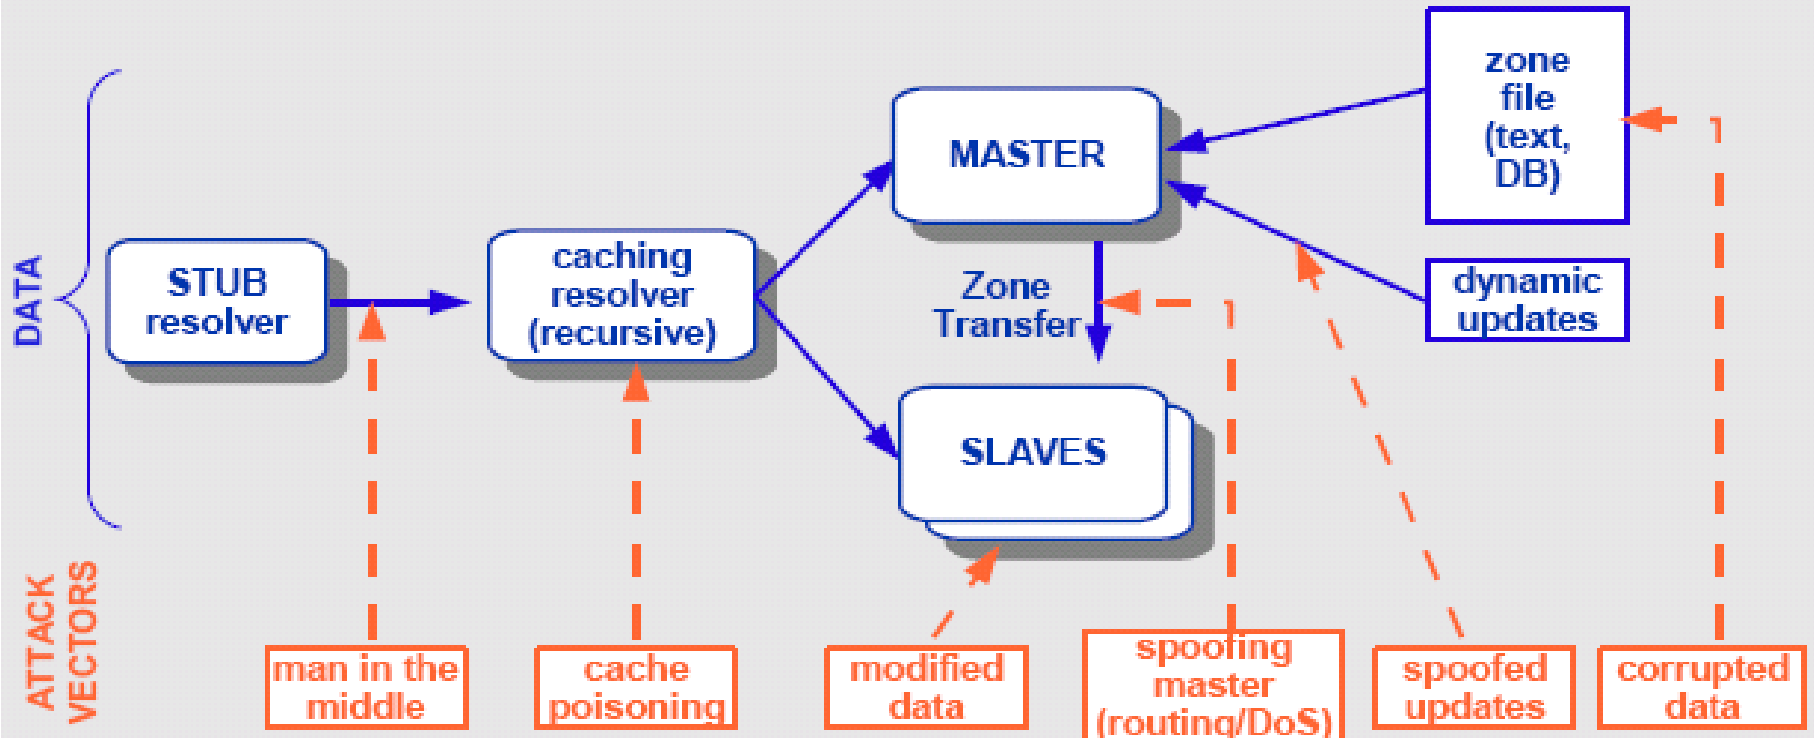 zone
file
(text,
DB)
MASTER
DATA
STUB
resolver
caching
resolver
(recursive)
Zone
Transfer
dynamic
updates
SLAVES
ATTACK
VECTORS
man in the
middle
cache
poisoning
modified
data
spoofing
master
(routing/DoS)
spoofed
updates
corrupted
data